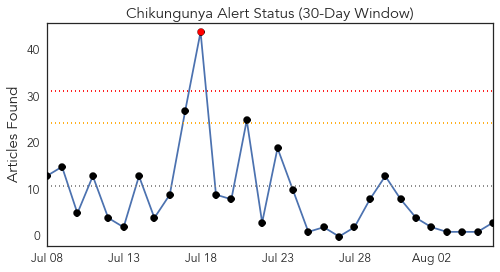 Chikungunya Alert Status (30-Day Window)
Articles Found
40
30
20
10
0
Jul 08
Jul 13
Jul 18
Jul 23
Jul 28
Aug 02